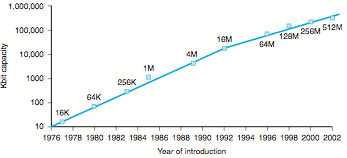 Kbit capacity
1,000,000
100,000
10,000
1000
100
10
16K
64K
256K
1M
4M
16M
64M
128M
256M
512M
1976 1978 1980 1982 1984 1986 1988 1990 1992 1994 1996 1998 2000 2002
Year of introduction